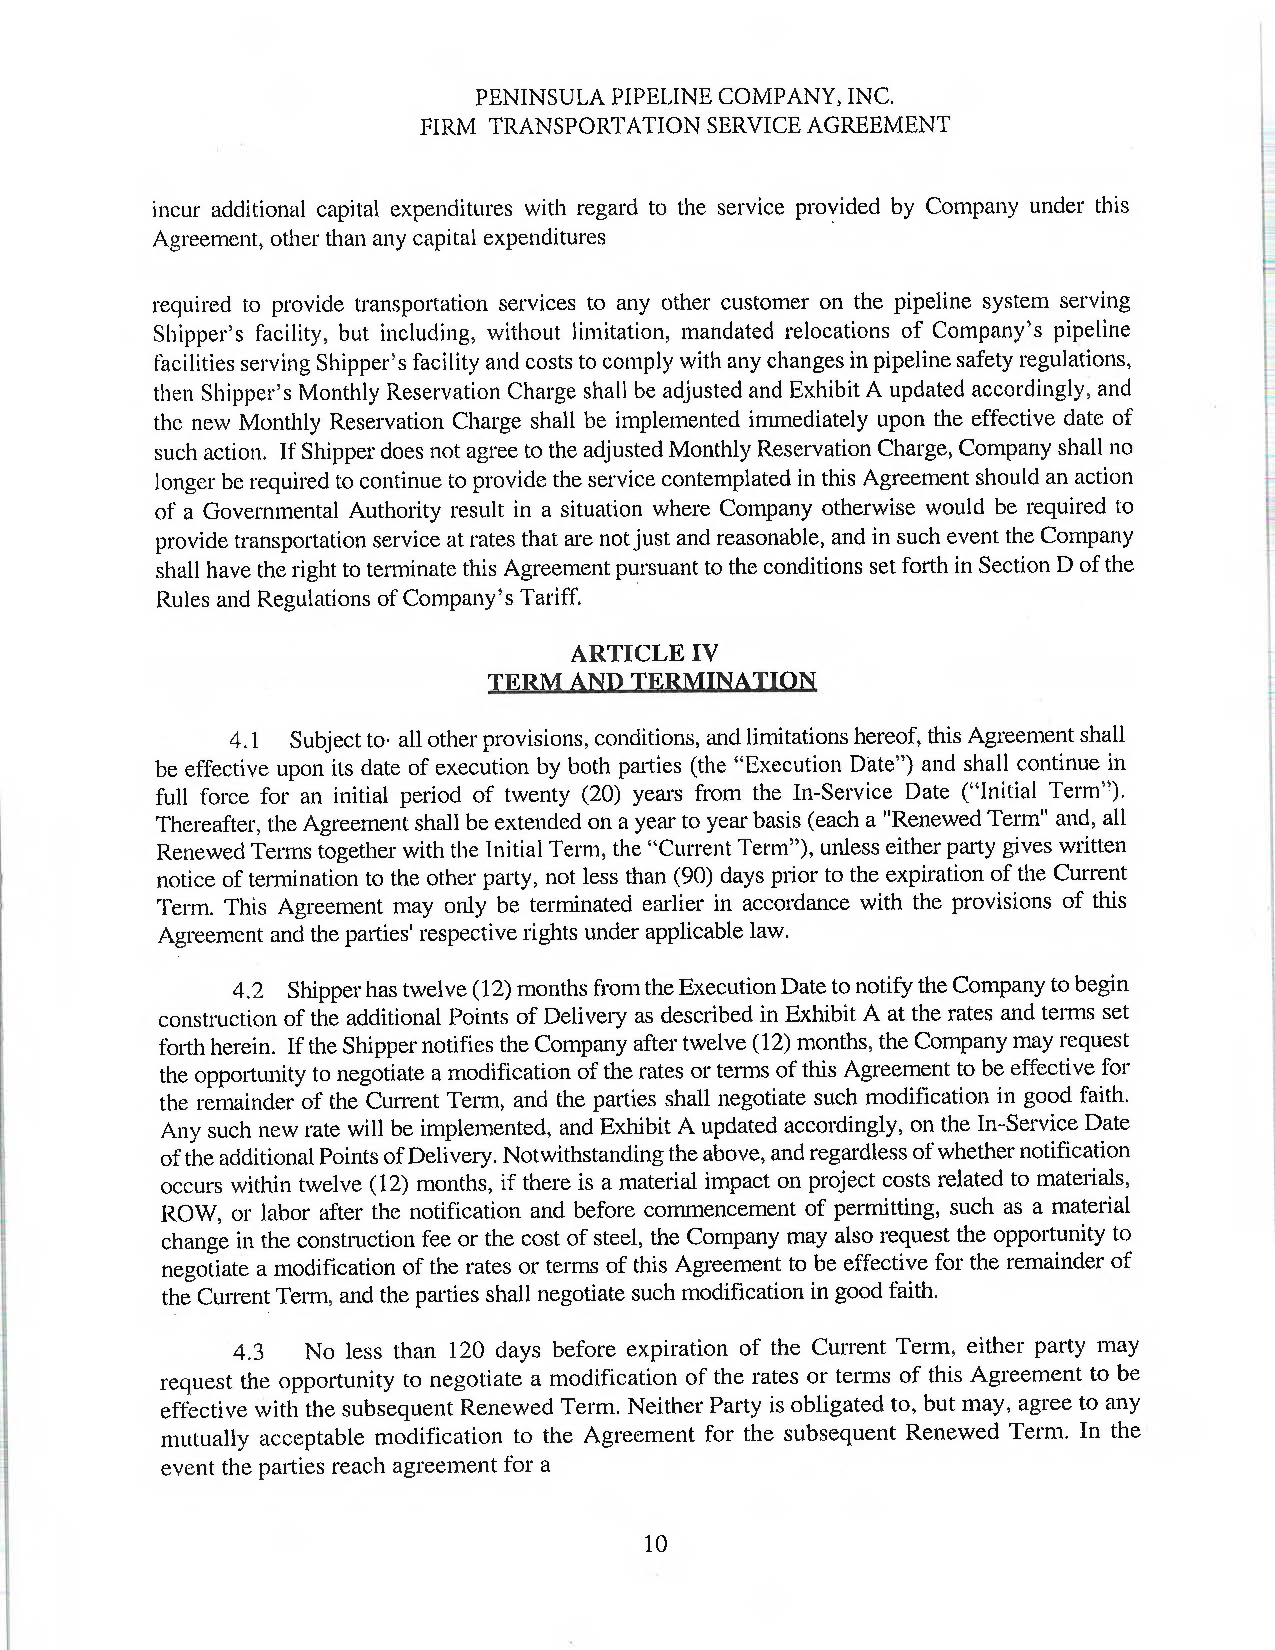 PENINSULA PIPELINE COMPANY, INC.
FIRM TRANSPORTATION SERVICE AGREEMENT
incur additional capital expenditures with regard to the service provided by Company under this
Agreement, other than any capital expenditures
required to provide transportation services to any other customer on the pipeline system serving
Shipper's facility, but including, without limitation, mandated relocations of Company's pipeline
facilities serving Shipper's facility and costs to comply with any changes in pipeline safety regulations,
then Shipper's Monthly Reservation Charge shall be adjusted and Exhibit A updated accordingly, and
the new Monthly Reservation Charge shall be implemented immediately upon the effective date of
such action. If Shipper does not agree to the adjusted Monthly Reservation Charge, Company shall no
longer be required to continue to provide the service contemplated in this Agreement should an action
of a Governmental Authority result in a situation where Company otherwise would be required to
provide transportation service at rates that are not just and reasonable, and in such event the Company
shall have the right to terminate this Agreement pursuant to the conditions set forth in Section D of the
Rules and Regulations of Company's Tariff.
ARTICLE IV
TERM AND TERMINATION
4.1 Subject to· all other provisions, conditions, and limitations hereof, this Agreement shall
be effective upon its date of execution by both parties (the “Execution Date”) and shall continue in
full force for an initial period of twenty (20) years from the In-Service Date (“Initial Term”).
Thereafter, the Agreement shall be extended on a year to year basis (each a "Renewed Term" and, all
Renewed Terms together with the Initial Term, the “Current Term”), unless either party gives written
notice of termination to the other party, not less than (90) days prior to the expiration of the Current
Term. This Agreement may only be terminated earlier in accordance with the provisions of this
Agreement and the parties' respective rights under applicable law.
4.2 Shipper has twelve (12) months from the Execution Date to notify the Company to begin
construction of the additional Points of Delivery as described in Exhibit A at the rates and terms set
forth herein. If the Shipper notifies the Company after twelve (12) months, the Company may request
the opportunity to negotiate a modification of the rates or terms of this Agreement to be effective for
the remainder of the Current Term, and the parties shall negotiate such modification in good faith.
Any such new rate will be implemented, and Exhibit A updated accordingly, on the In-Service Date
of the additional Points of Delivery. Notwithstanding the above, and regardless of whether notification
occurs within twelve (12) months, if there is a material impact on project costs related to materials,
ROW, or labor after the notification and before commencement of permitting, such as a material
change in the construction fee or the cost of steel, the Company may also request the opportunity to
negotiate a modification of the rates or terms of this Agreement to be effective for the remainder of
the Current Term, and the parties shall negotiate such modification in good faith.
4.3 No less than 120 days before expiration of the Current Term, either party may
request the opportunity to negotiate a modification of the rates or terms of this Agreement to be
effective with the subsequent Renewed Term. Neither Party is obligated to, but may, agree to any
mutually acceptable modification to the Agreement for the subsequent Renewed Term. In the
event the parties reach agreement for a
10